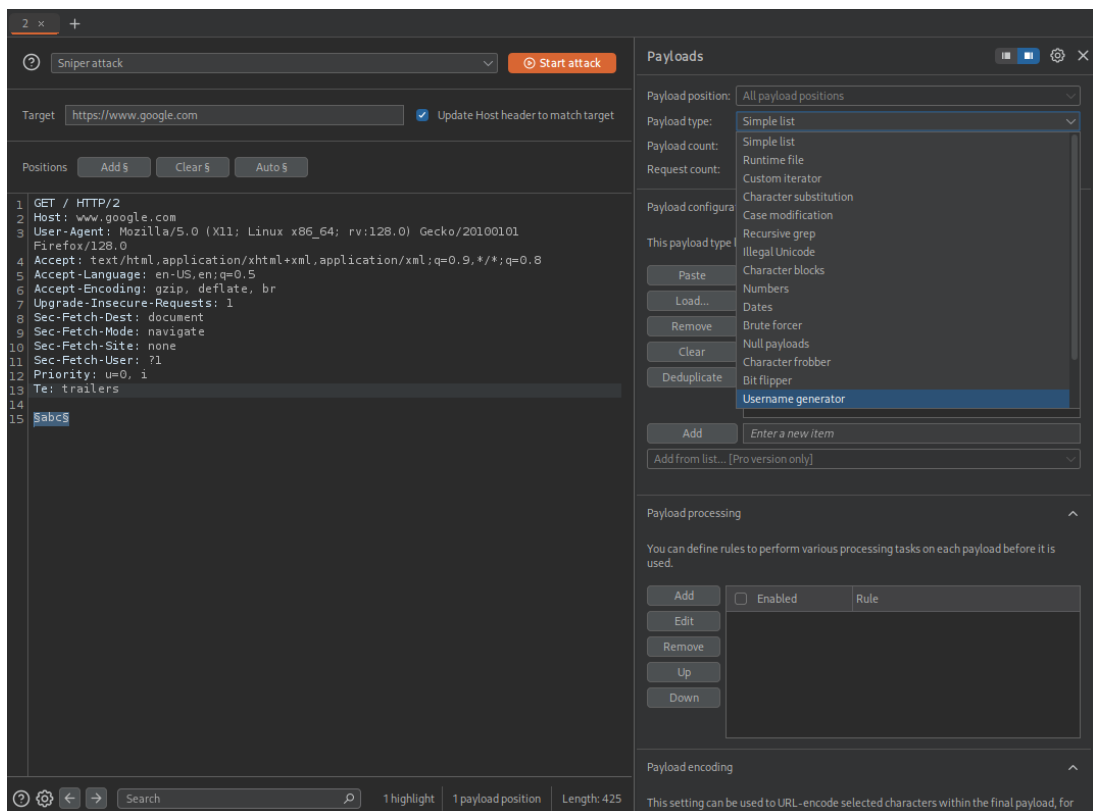 2 × +
Sniper attack
Start attack
Target https://www.google.com Update Host header to match target
Positions Add § Clear § Auto §
1 GET / HTTP/2
2 Host: www.google.com
3 User-Agent: Mozilla/5.0 (X11; Linux x86_64; rv:128.0) Gecko/20100101
Firefox/128.0
4 Accept: text/html,application/xhtml+xml,application/xml;q=0.9,*/*;q=0.8
5 Accept-Language: en-US,en;q=0.5
6 Accept-Encoding: gzip, deflate, br
7 Upgrade-Insecure-Requests: 1
8 Sec-Fetch-Dest: document
9 Sec-Fetch-Mode: navigate
10 Sec-Fetch-Site: none
11 Sec-Fetch-User: ?1
12 Priority: u=0, i
13 Te: trailers
14
15 §abc§
Search
1 highlight 1 payload position Length: 425
Payloads
Payload position: All payload positions
Payload type: Simple list
Payload count:
Request count:
Simple list
Runtime file
Custom iterator
Character substitution
Case modification
Recursive grep
Illegal Unicode
Character blocks
Numbers
Dates
Brute forcer
Null payloads
Character frobber
Bit flipper
Username generator
Payload configura
This payload type l
Paste
Load...
Remove
Clear
Deduplicate
Add Enter a new item
Add from list... [Pro version only]
Payload processing
You can define rules to perform various processing tasks on each payload before it is
used.
Add
Edit
Remove
Up
Down
Enabled Rule
Payload encoding
This setting can be used to URL-encode selected characters within the final payload, for